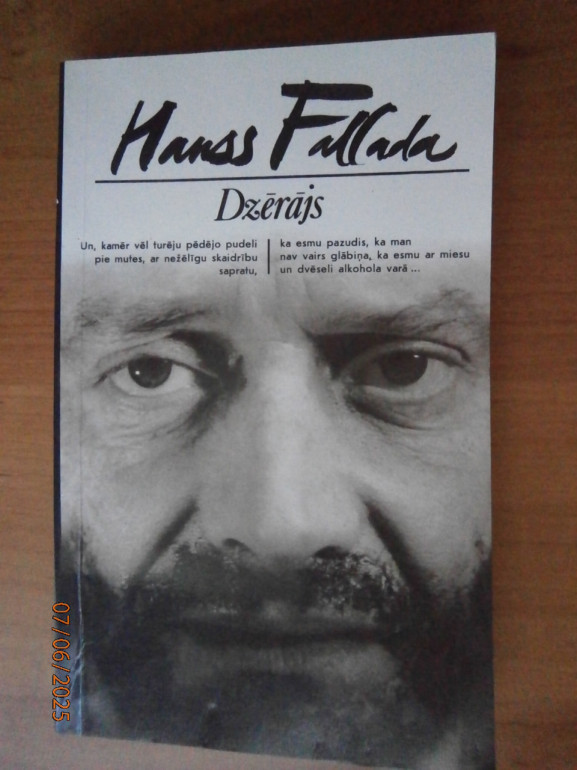 Hanss Fallada
Dzērājs
Un, kamēr vēl turēju pēdējo pudeli
pie mutes, ar nežēlīgu skaidrību
sapratu,
ka esmu pazudis, ka man
nav vairs glābiņa, ka esmu ar miesu
un dvēseli alkohola varā ...
07/06/2025